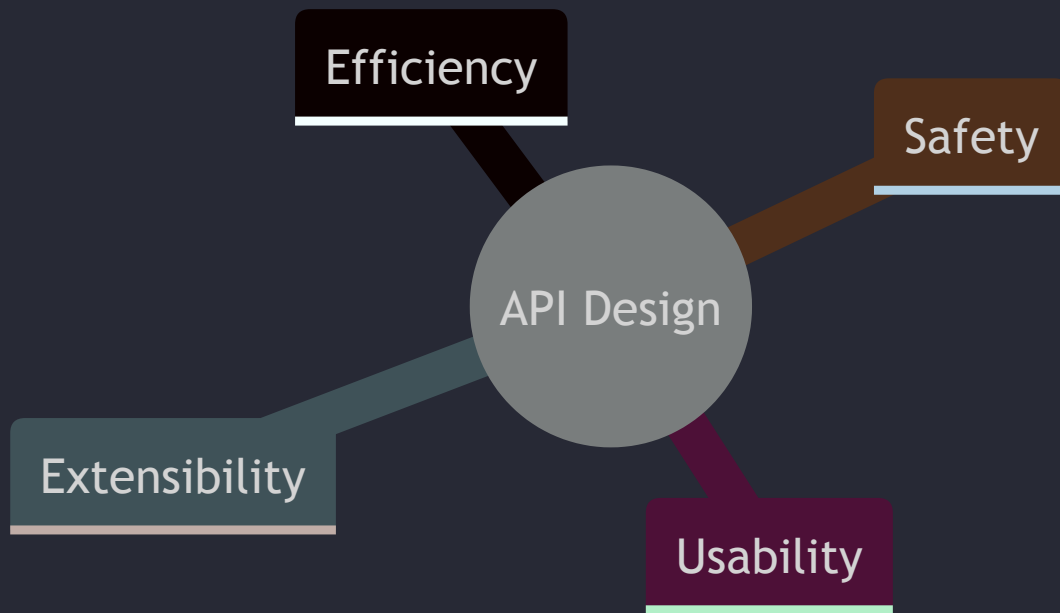 Efficiency
Safety
API Design
Extensibility
Usability